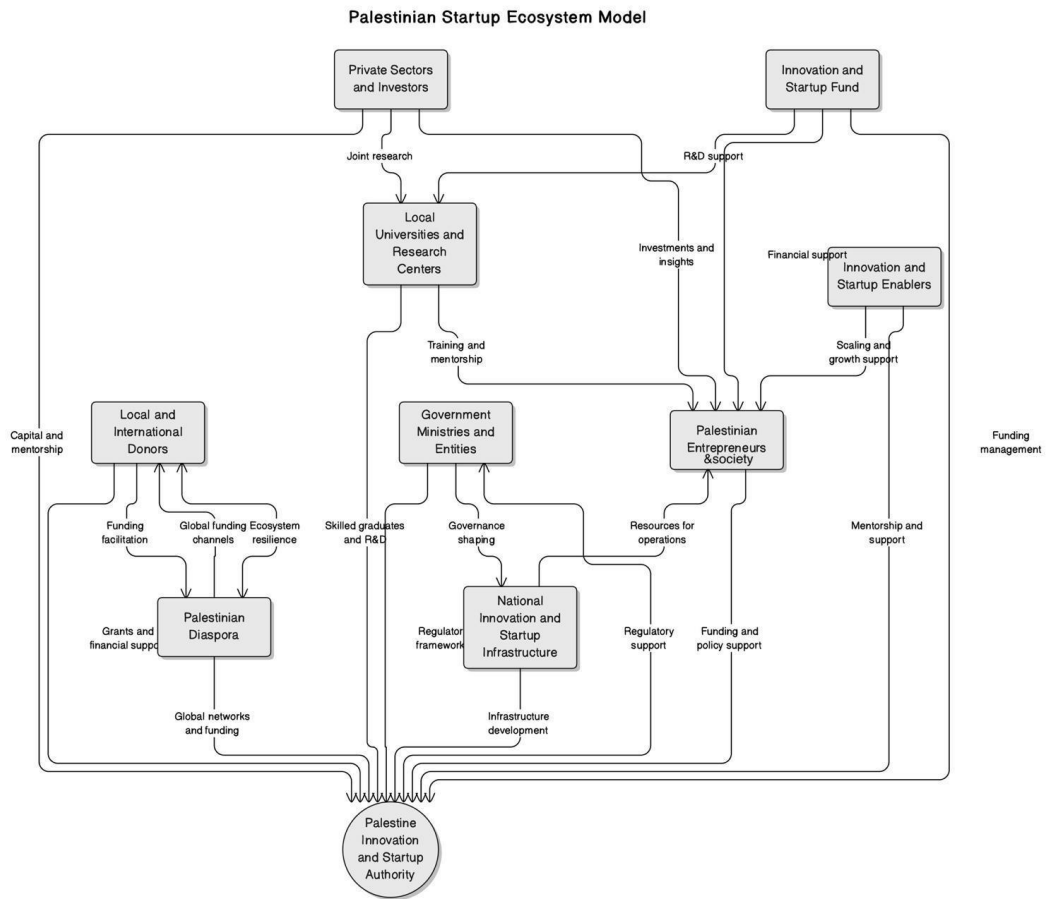 Palestinian Startup Ecosystem Model
Private Sectors
and Investors
Innovation and
Startup Fund
Joint research
R&D support
Local
Universities and
Research
Centers
Investments and
insights
Financial support
Innovation and
Startup Enablers
Training and
mentorship
Scaling and
growth support
Local and
International
Donors
Government
Ministries and
Entities
Palestinian
Entrepreneurs
&society
Capital and
mentorship
Funding
management
Funding
facilitation
Global funding
channels
Ecosystem
resilience
Skilled graduates
and R&D
Governance
shaping
Resources for
operations
Mentorship and
support
Palestinian
Diaspora
National
Innovation and
Startup
Infrastructure
Grants and
financial suppo
Regulator
framework
Regulatory
support
Funding and
policy support
Global networks
and funding
Infrastructure
development
Palestine
Innovation
and Startup
Authority